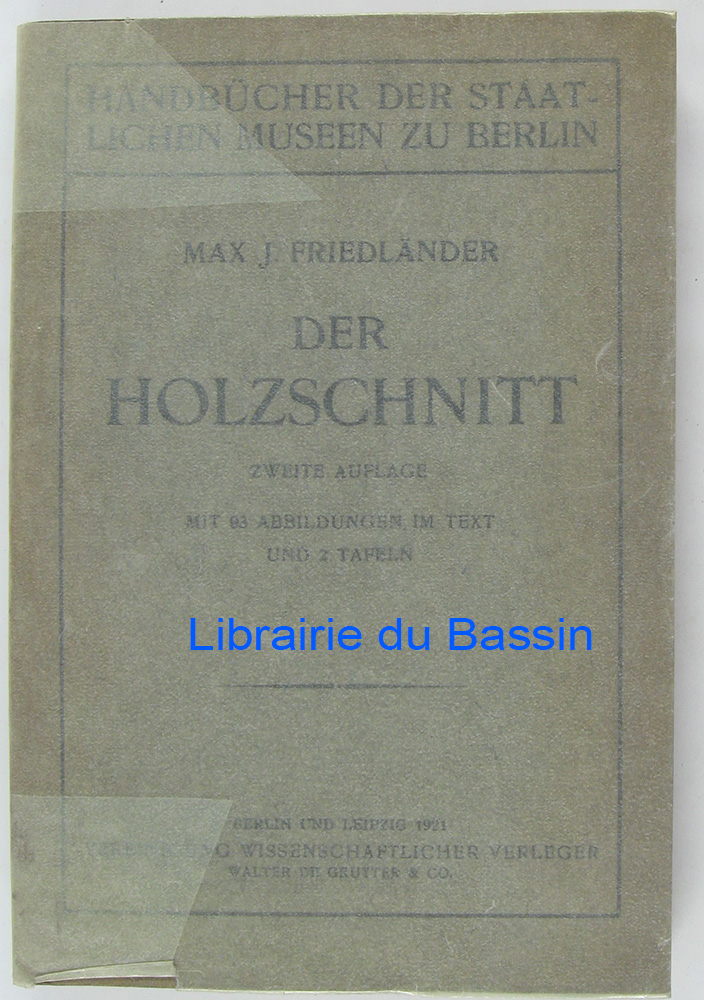 HANDBÜCHER DER STAAT-
LICHEN MUSEEN ZU BERLIN
MAX J. FRIEDLÄNDER
DER
HOLZSCHNITT
ZWEITE AUFLAGE
MIT 93 ABBILDUNGEN IM TEXT
UND 2 TAFELN
Librairie du Bassin
BERLIN UND LEIPZIG 1921
VEREINIGUNG WISSENSCHAFTLICHER VERLEGER
WALTER DE GRUYTER & CO.